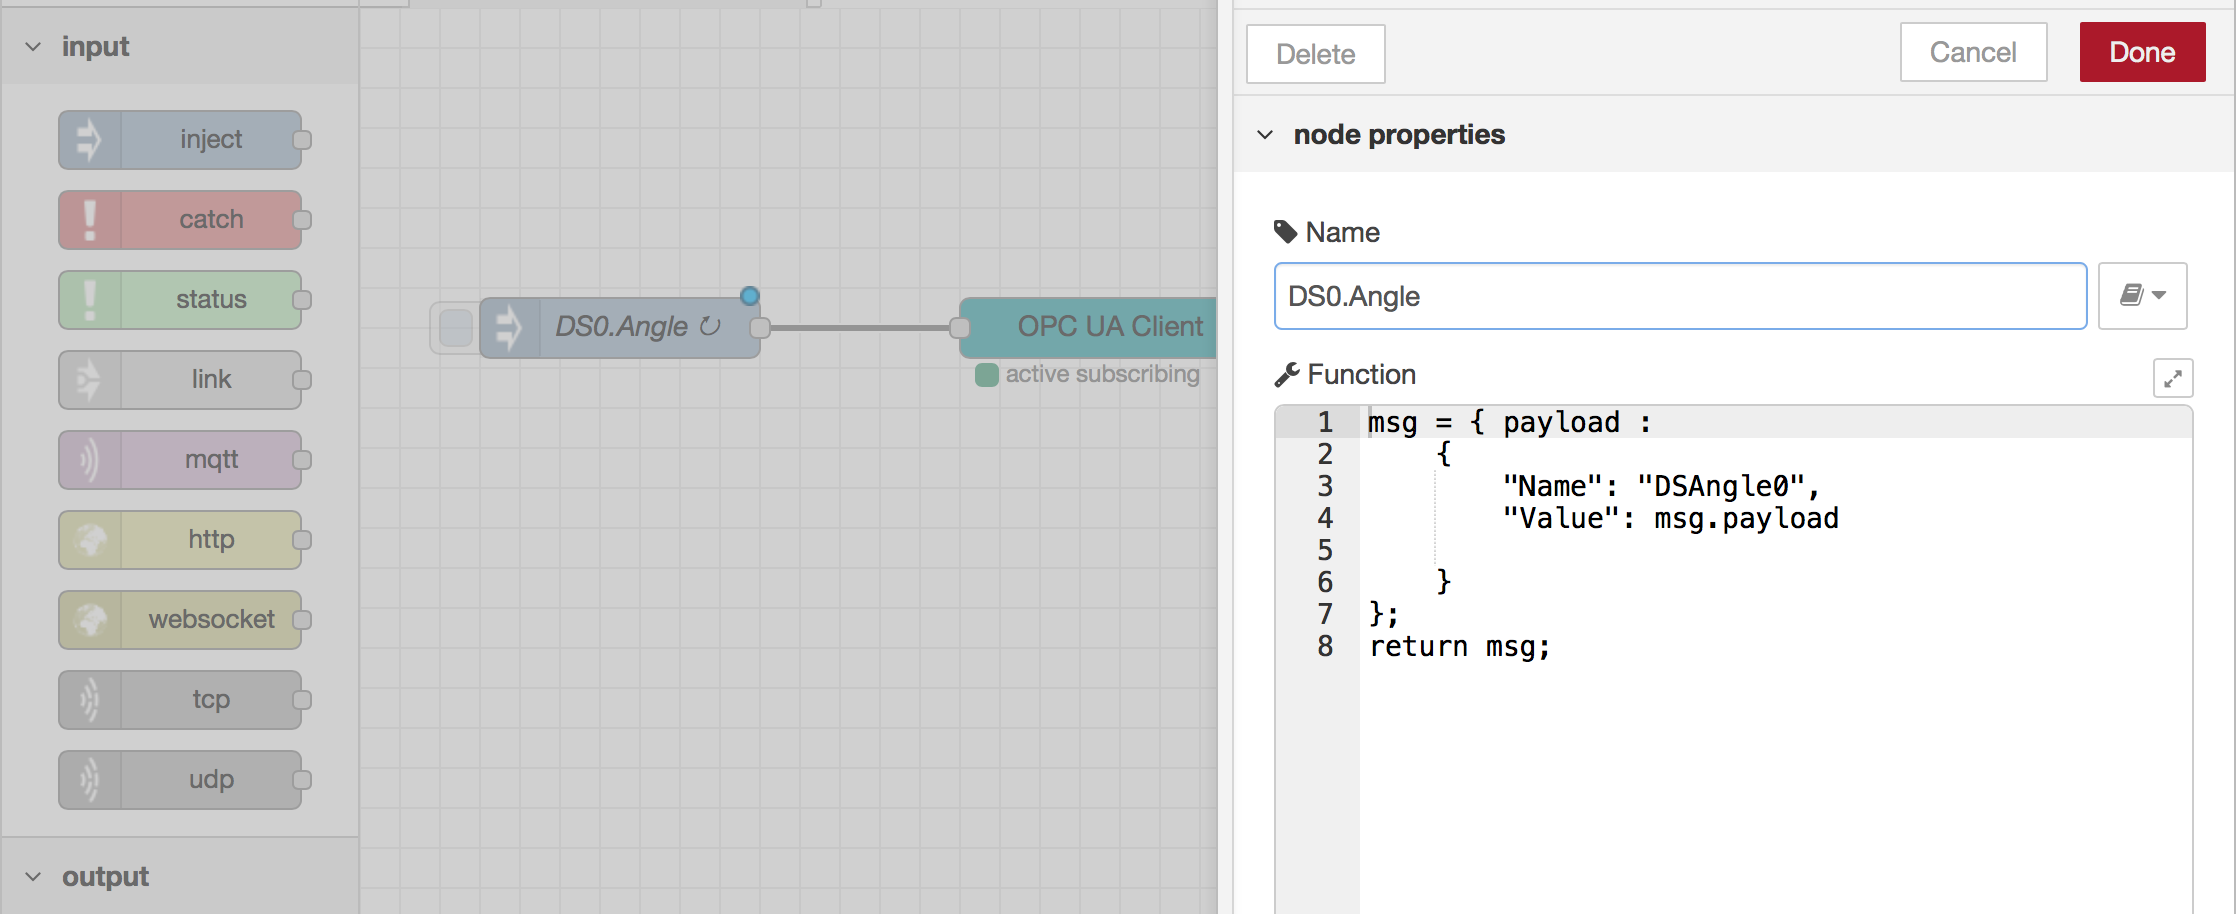 input
inject
catch
status
link
mqtt
http
websocket
tcp
udp
output
DS0.Angle
OPC UA Client
active subscribing
Delete
Cancel
Done
node properties
Name
DS0.Angle
Function
1 msg = { payload :
2     {
3         "Name": "DSAngle0",
4         "Value": msg.payload
5
6     }
7 };
8 return msg;